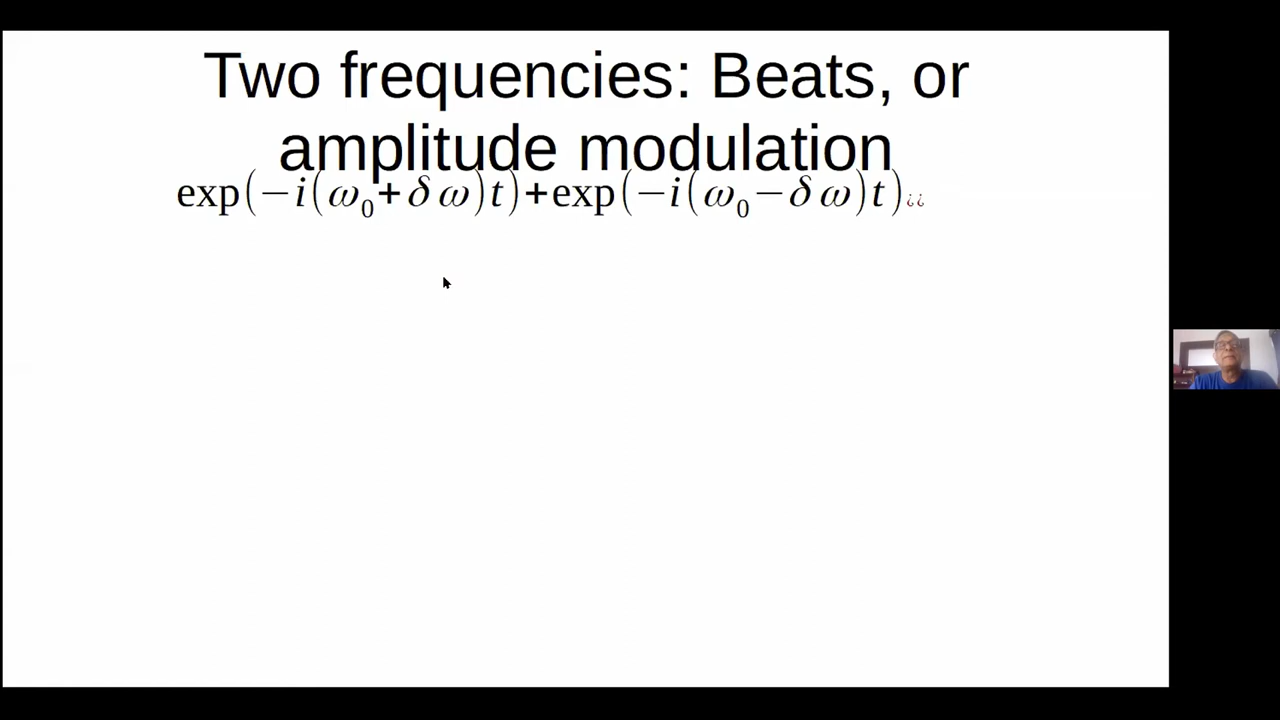 Two frequencies: Beats, or
amplitude modulation
exp(−i(ω₀+δω)t)+exp(−i(ω₀−δω)t)¿¿